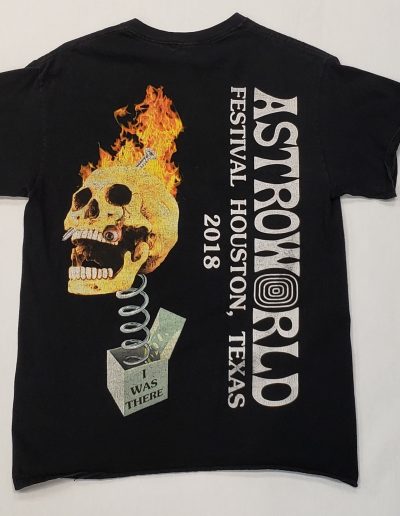 ASTROWORLD
FESTIVAL HOUSTON, TEXAS
2018
I
WAS
THERE